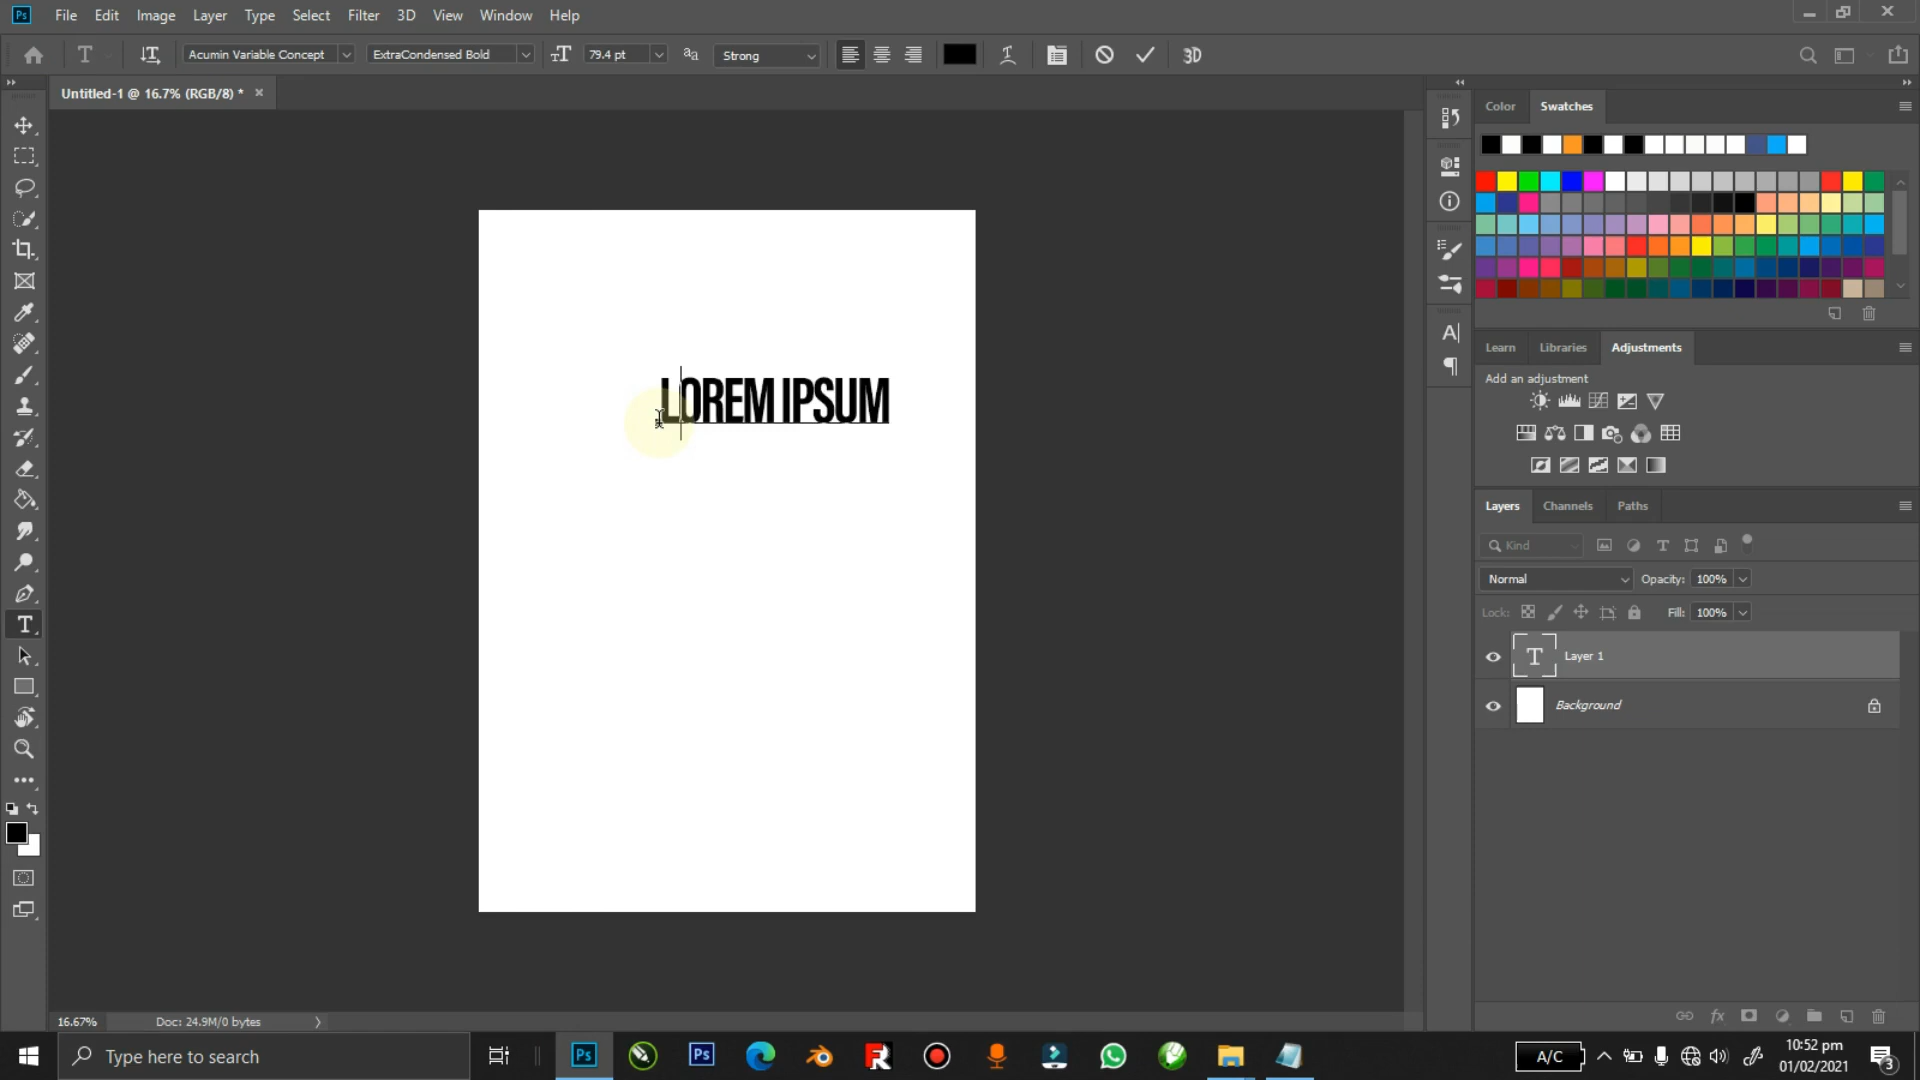 File Edit Image Layer Type Select Filter 3D View Window Help
Acumin Variable Concept ExtraCondensed Bold 79.4 pt Strong 3D
Untitled-1 @ 16.7% (RGB/8) *
Color Swatches
LOREM IPSUM
Learn Libraries Adjustments
Add an adjustment
Layers Channels Paths
Kind
Normal Opacity: 100%
Lock: Fill: 100%
Layer 1
Background
16.67% Doc: 24.9M/0 bytes
Type here to search
A/C
10:52 pm
01/02/2021
3